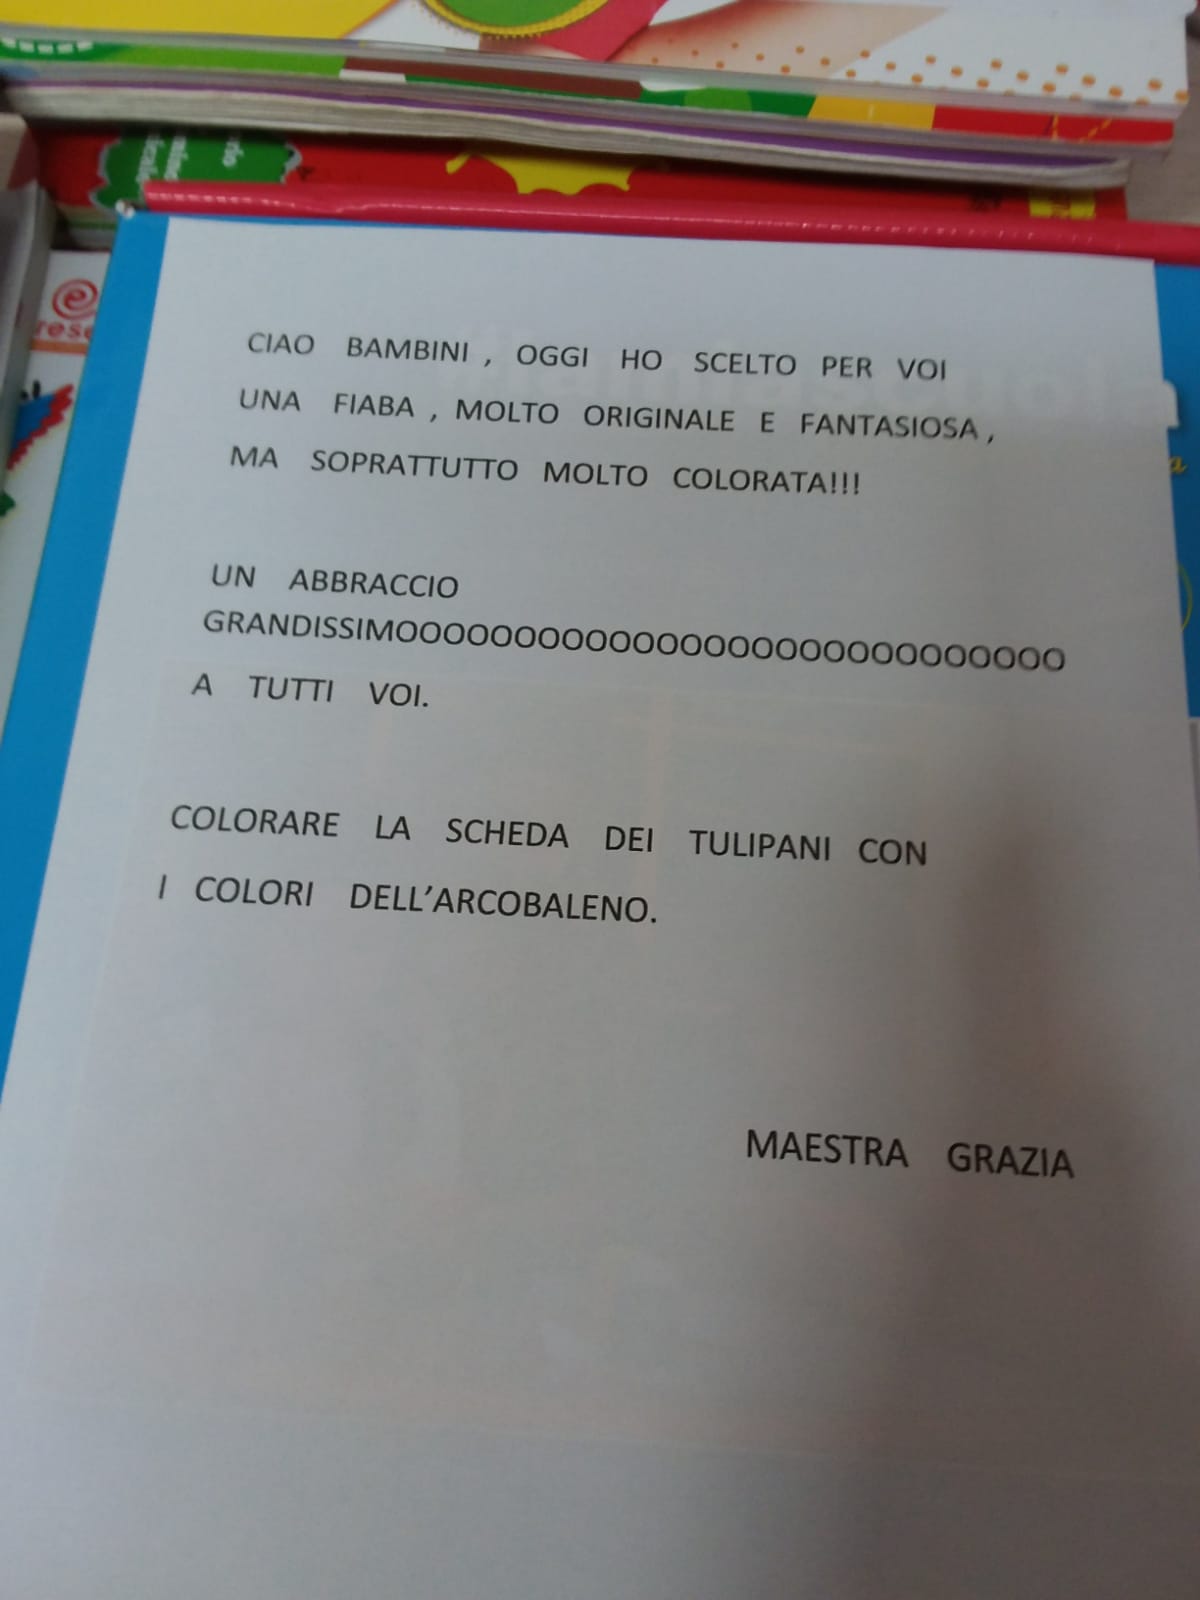 CIAO BAMBINI , OGGI HO SCELTO PER VOI
UNA FIABA , MOLTO ORIGINALE E FANTASIOSA ,
MA SOPRATTUTTO MOLTO COLORATA!!!
UN ABBRACCIO
GRANDISSIMOOOOOOOOOOOOOOOOOOOOOOOOOOOOO
A TUTTI VOI.
COLORARE LA SCHEDA DEI TULIPANI CON
I COLORI DELL’ARCOBALENO.
MAESTRA GRAZIA